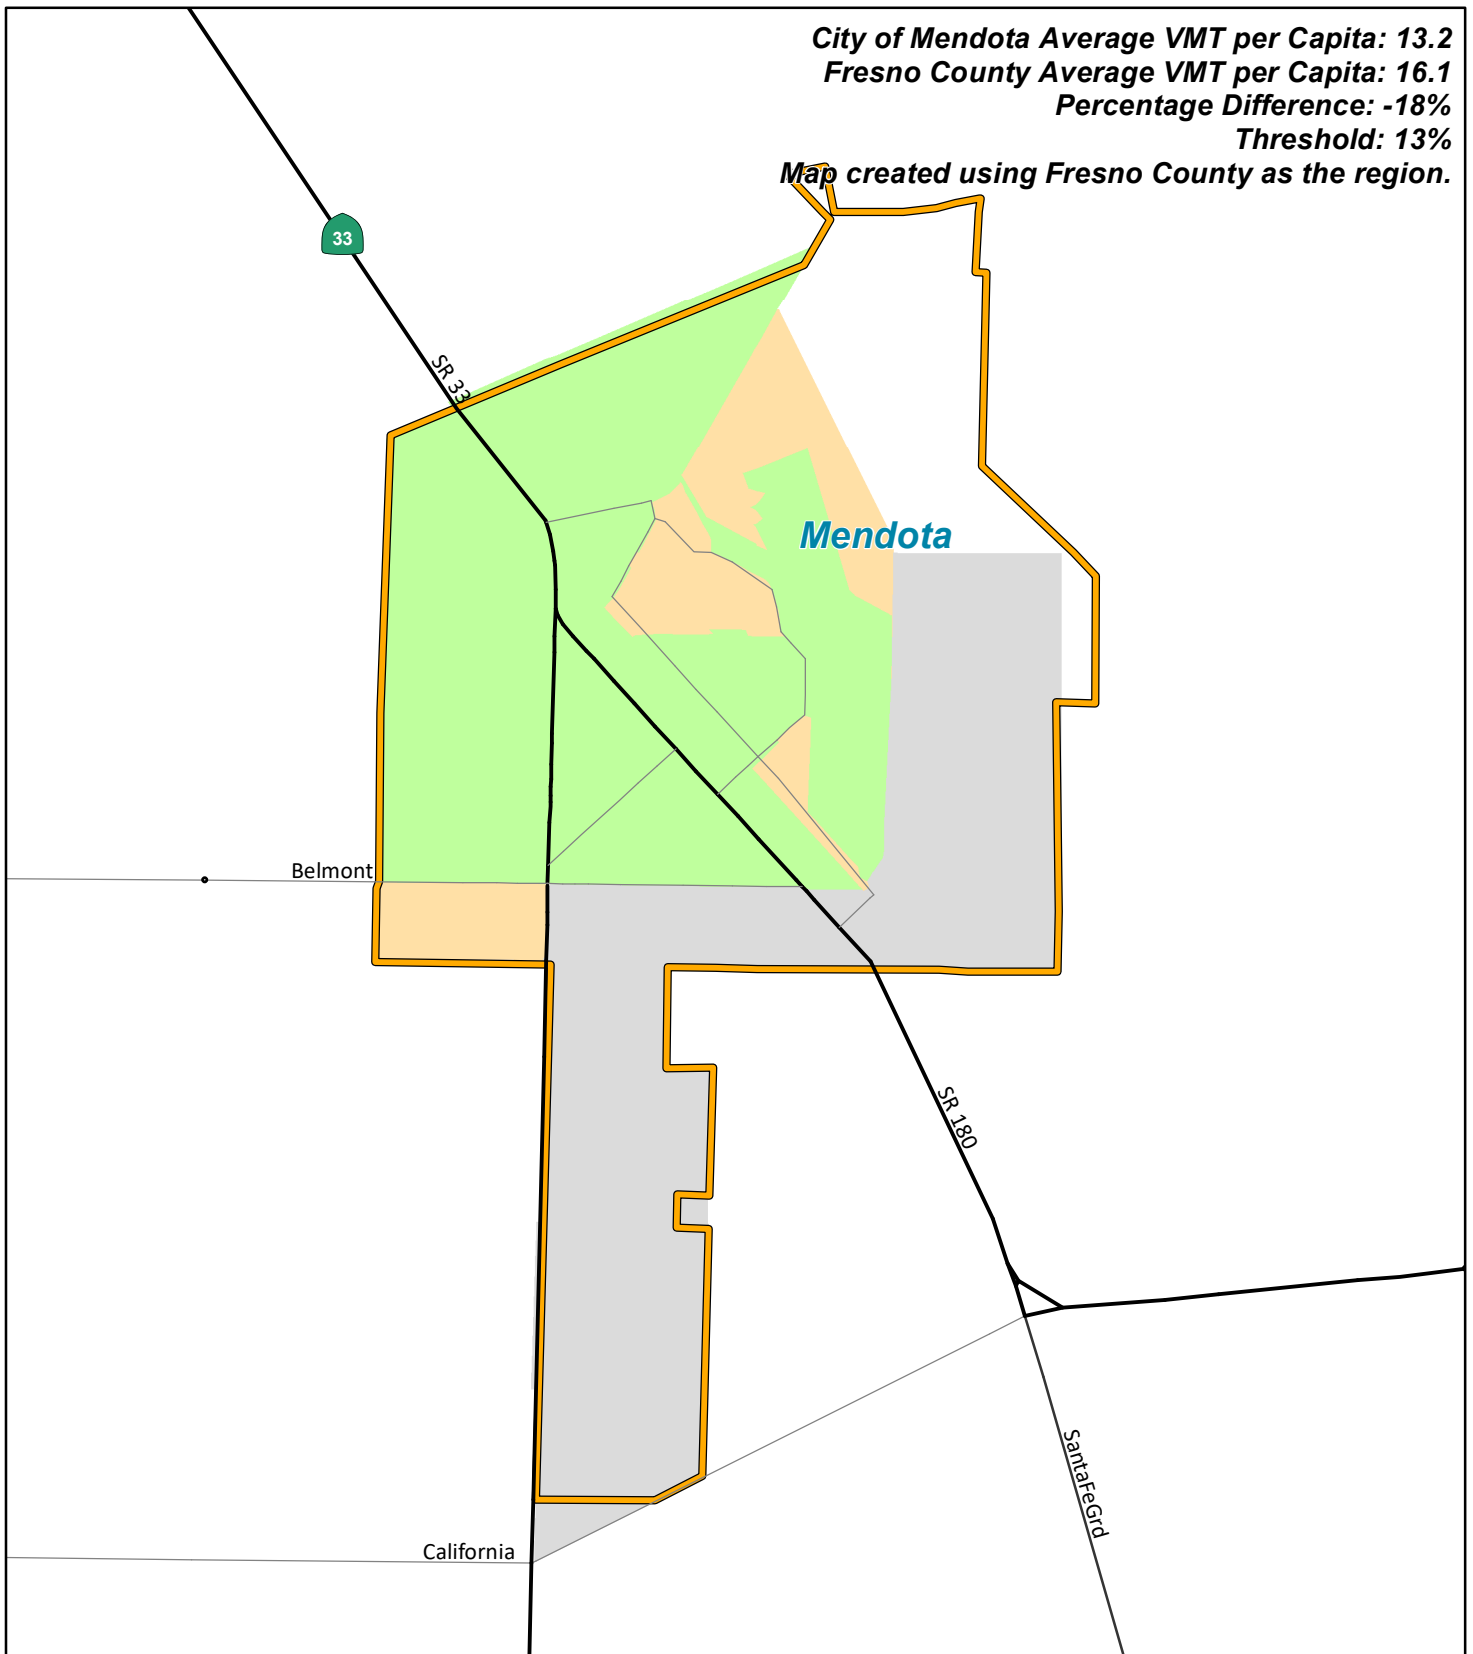 City of Mendota Average VMT per Capita: 13.2
Fresno County Average VMT per Capita: 16.1
Percentage Difference: -18%
Threshold: 13%
Map created using Fresno County as the region.
33
SR 33
Mendota
Belmont
SR 180
SantaFeGrd
California